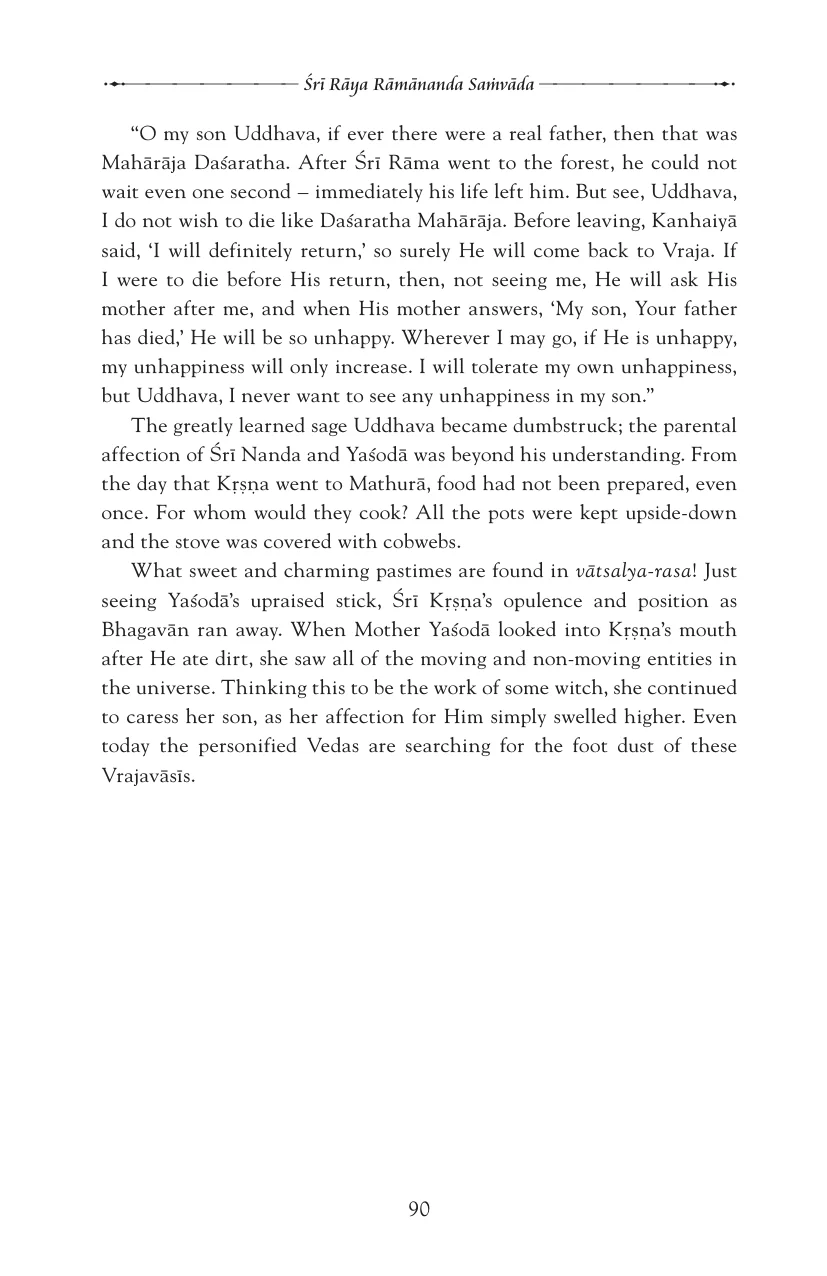 Śrī Rāya Rāmānanda Saṁvāda
“O my son Uddhava, if ever there were a real father, then that was
Mahārāja Daśaratha. After Śrī Rāma went to the forest, he could not
wait even one second – immediately his life left him. But see, Uddhava,
I do not wish to die like Daśaratha Mahārāja. Before leaving, Kanhaiyā
said, ‘I will definitely return,’ so surely He will come back to Vraja. If
I were to die before His return, then, not seeing me, He will ask His
mother after me, and when His mother answers, ‘My son, Your father
has died,’ He will be so unhappy. Wherever I may go, if He is unhappy,
my unhappiness will only increase. I will tolerate my own unhappiness,
but Uddhava, I never want to see any unhappiness in my son.”
The greatly learned sage Uddhava became dumbstruck; the parental
affection of Śrī Nanda and Yaśodā was beyond his understanding. From
the day that Kṛṣṇa went to Mathurā, food had not been prepared, even
once. For whom would they cook? All the pots were kept upside-down
and the stove was covered with cobwebs.
What sweet and charming pastimes are found in vātsalya-rasa! Just
seeing Yaśodā’s upraised stick, Śrī Kṛṣṇa’s opulence and position as
Bhagavān ran away. When Mother Yaśodā looked into Kṛṣṇa’s mouth
after He ate dirt, she saw all of the moving and non-moving entities in
the universe. Thinking this to be the work of some witch, she continued
to caress her son, as her affection for Him simply swelled higher. Even
today the personified Vedas are searching for the foot dust of these
Vrajavāsīs.
90